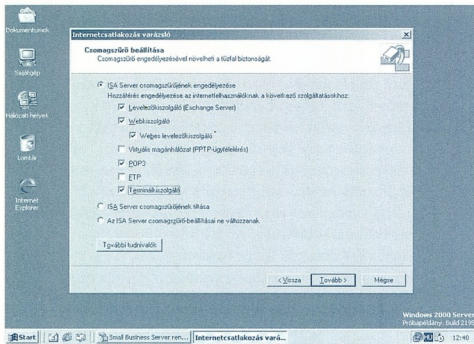 Dokumentumok
Sajátgép
Hálózati helyek
Lomtár
Internet Explorer
Internetcsatlakozás varázsló
Csomagszűrő beállítása
Csomagszűrő engedélyezésével növelheti a tűzfal biztonságát.
ISA Server csomagszűrőjének engedélyezése
Hozzáférés engedélyezése az internetfelhasználóknak a következő szolgáltatásokhoz:
Levelezőkiszolgáló (Exchange Server)
Webkiszolgáló
Webes levelezőkiszolgáló
Virtuális magánhálózat (PPTP-ügyfélelérés)
POP3
FTP
Terminálkiszolgáló
ISA Server csomagszűrőjének tiltása
Az ISA Server csomagszűrő-beállításai ne változzanak.
További tudnivalók
< Vissza
Tovább >
Mégse
Windows 2000 Server
Próbapéldány. Build 2195
Start
Small Business Server ren...
Internetcsatlakozás vará...
HU
12:40